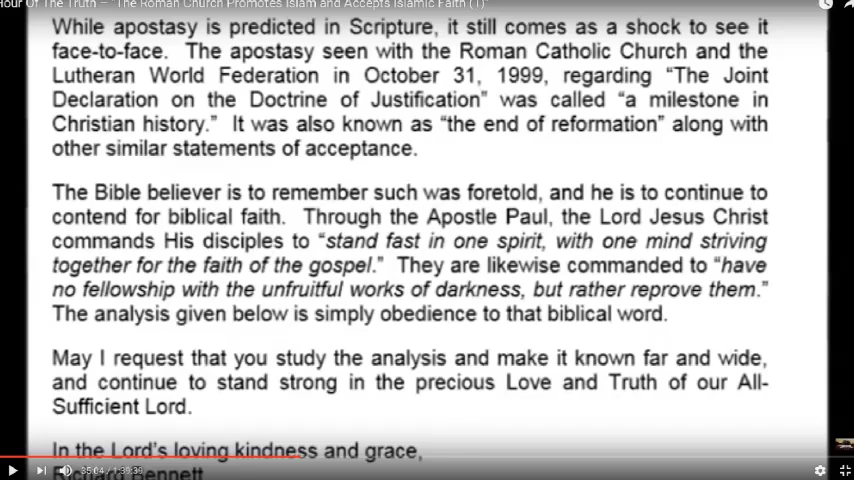 Hour Of The Truth – "The Roman Church Promotes Islam and Accepts Islamic Faith (1)"
While apostasy is predicted in Scripture, it still comes as a shock to see it
face-to-face. The apostasy seen with the Roman Catholic Church and the
Lutheran World Federation in October 31, 1999, regarding “The Joint
Declaration on the Doctrine of Justification” was called “a milestone in
Christian history.” It was also known as “the end of reformation” along with
other similar statements of acceptance.
The Bible believer is to remember such was foretold, and he is to continue to
contend for biblical faith. Through the Apostle Paul, the Lord Jesus Christ
commands His disciples to “stand fast in one spirit, with one mind striving
together for the faith of the gospel.” They are likewise commanded to “have
no fellowship with the unfruitful works of darkness, but rather reprove them.”
The analysis given below is simply obedience to that biblical word.
May I request that you study the analysis and make it known far and wide,
and continue to stand strong in the precious Love and Truth of our All-
Sufficient Lord.
In the Lord’s loving kindness and grace,
Richard Bennett
35:04 / 1:39:39